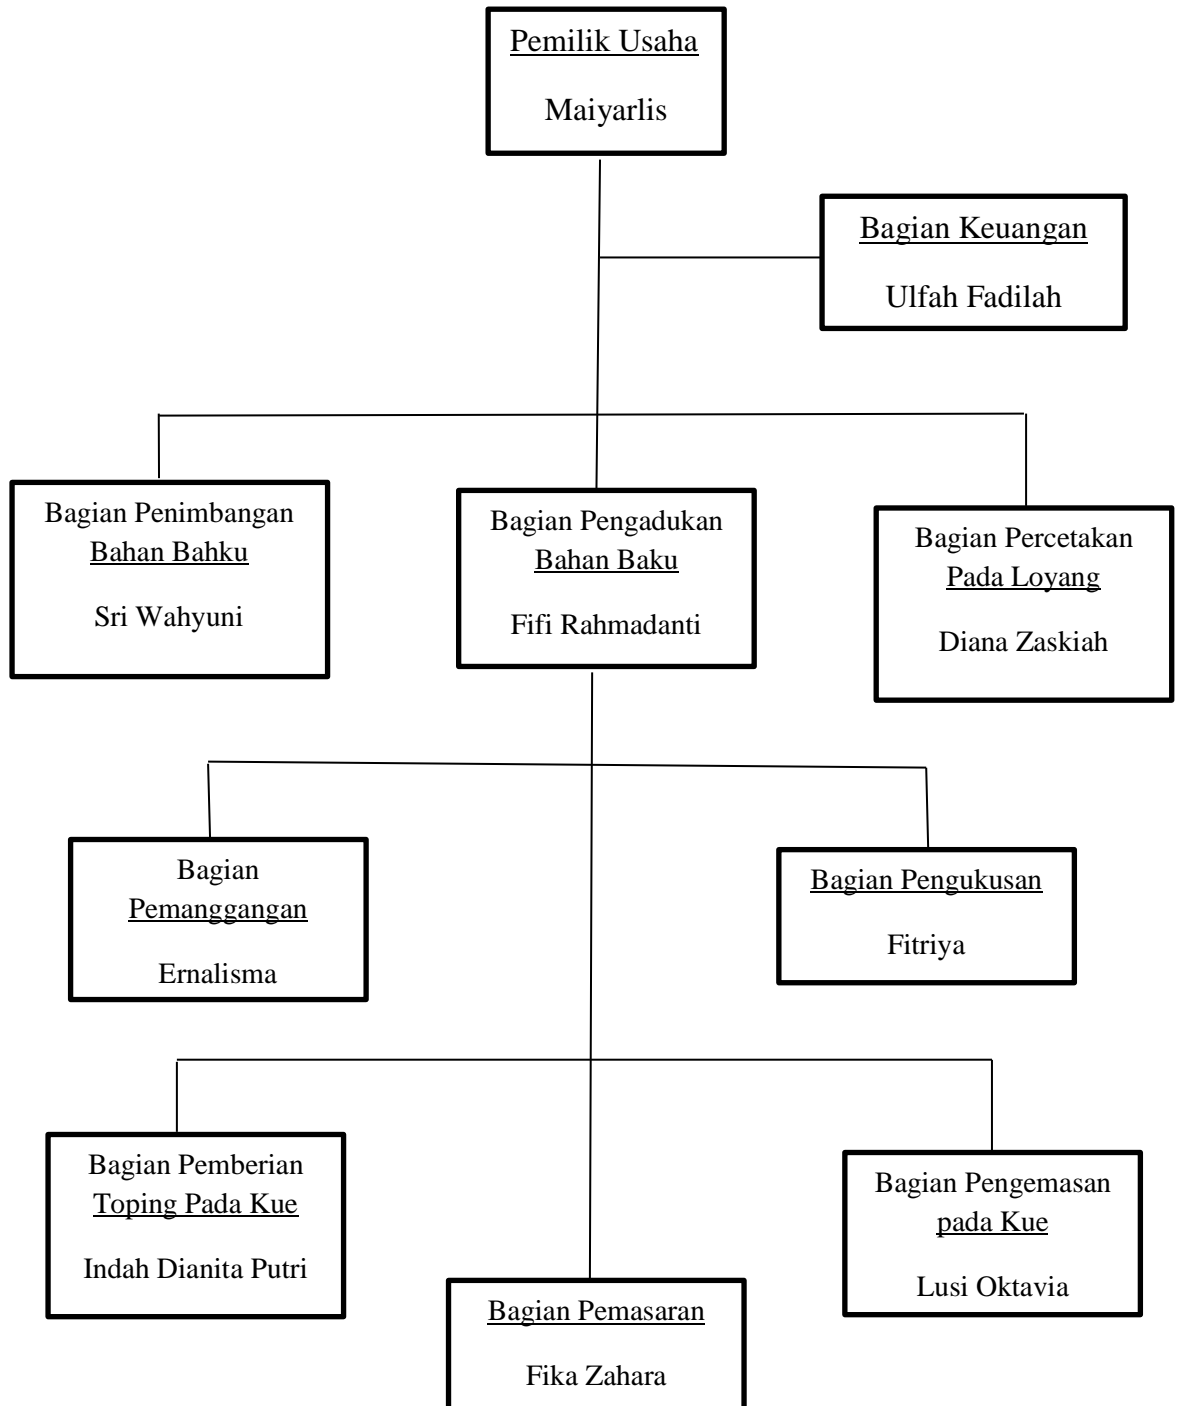 Pemilik Usaha
Maiyarlis
Bagian Keuangan
Ulfah Fadilah
Bagian Penimbangan
Bahan Bahku
Sri Wahyuni
Bagian Pengadukan
Bahan Baku
Fifi Rahmadanti
Bagian Percetakan
Pada Loyang
Diana Zaskiah
Bagian
Pemanggangan
Ernalisma
Bagian Pengukusan
Fitriya
Bagian Pemberian
Toping Pada Kue
Indah Dianita Putri
Bagian Pengemasan
pada Kue
Lusi Oktavia
Bagian Pemasaran
Fika Zahara